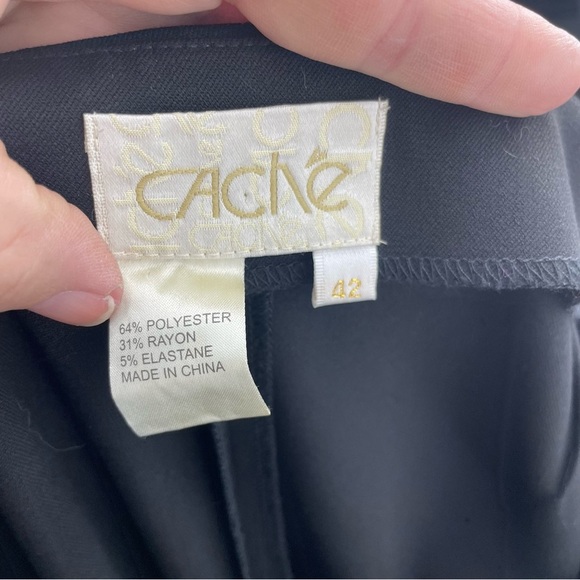 CAChé
42
64% POLYESTER
31% RAYON
5% ELASTANE
MADE IN CHINA